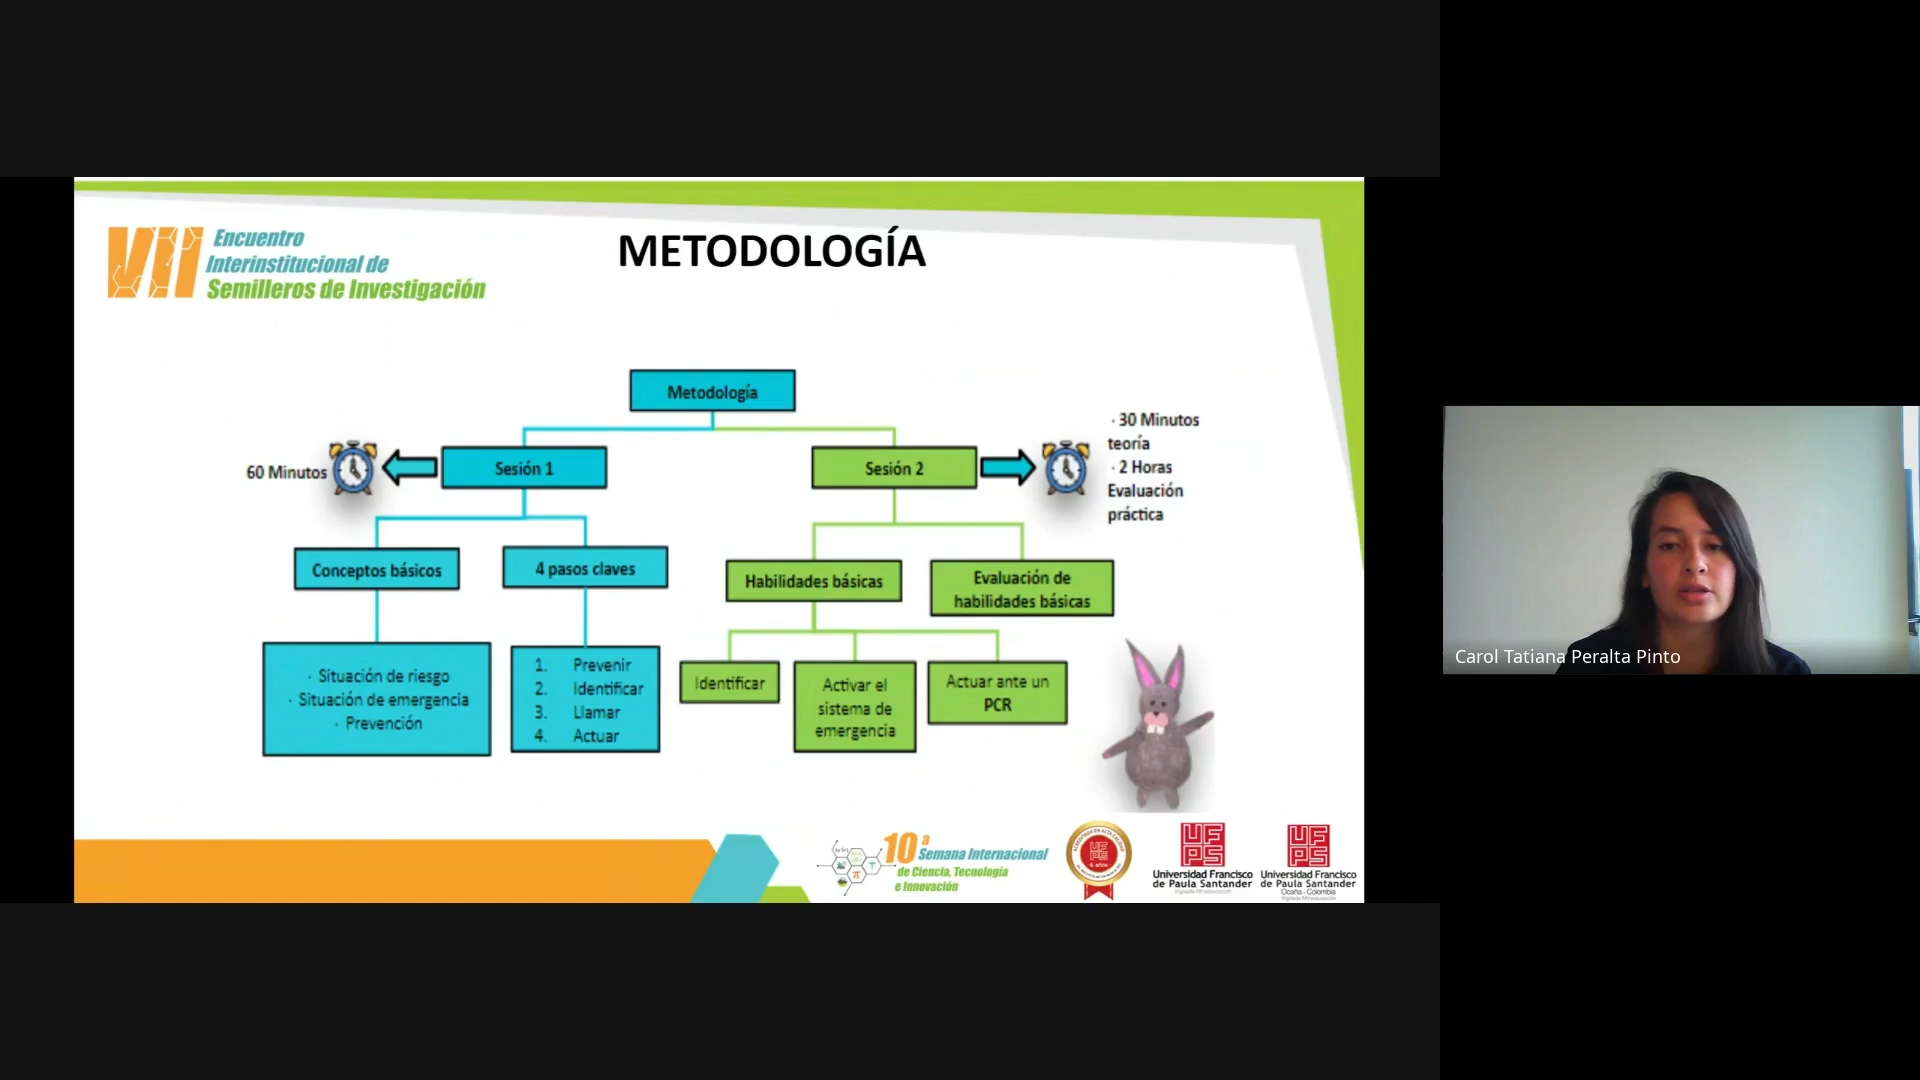 VII Encuentro
Interinstitucional de
Semilleros de Investigación
METODOLOGÍA
Metodología
60 Minutos
Sesión 1
Sesión 2
· 30 Minutos
teoría
· 2 Horas
Evaluación
práctica
Conceptos básicos
4 pasos claves
Habilidades básicas
Evaluación de
habilidades básicas
· Situación de riesgo
· Situación de emergencia
· Prevención
1. Prevenir
2. Identificar
3. Llamar
4. Actuar
Identificar
Activar el
sistema de
emergencia
Actuar ante un
PCR
Carol Tatiana Peralta Pinto
10ª Semana Internacional
de Ciencia, Tecnología
e Innovación
UFPS
UFPS
Universidad Francisco
de Paula Santander
UFPS
Universidad Francisco
de Paula Santander
Ocaña - Colombia